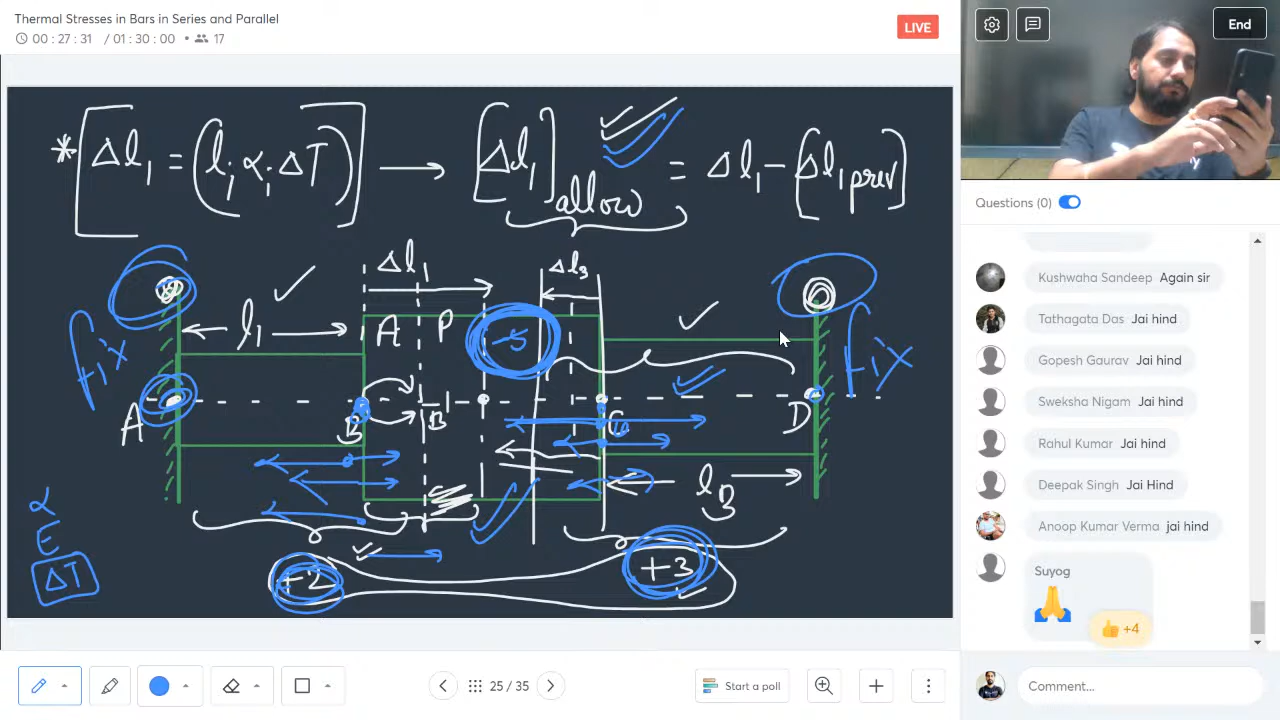 Thermal Stresses in Bars in Series and Parallel
00 : 27 : 31 / 01 : 30 : 00 • 17
LIVE
End
* [Δl₁ = (lᵢ αᵢ ΔT)] → [Δl₁]allow = Δl₁ - [Δl₁ prev]
Δl₁
Δl₃
l₁
A
P
-5
fix
fix
A
B
B'
C
D
l_B
α
E
ΔT
+2
+3
Questions (0)
Kushwaha Sandeep Again sir
Tathagata Das Jai hind
Gopesh Gaurav Jai hind
Sweksha Nigam Jai hind
Rahul Kumar Jai hind
Deepak Singh Jai Hind
Anoop Kumar Verma jai hind
Suyog
🙏
👍 +4
25 / 35
Start a poll
Comment...